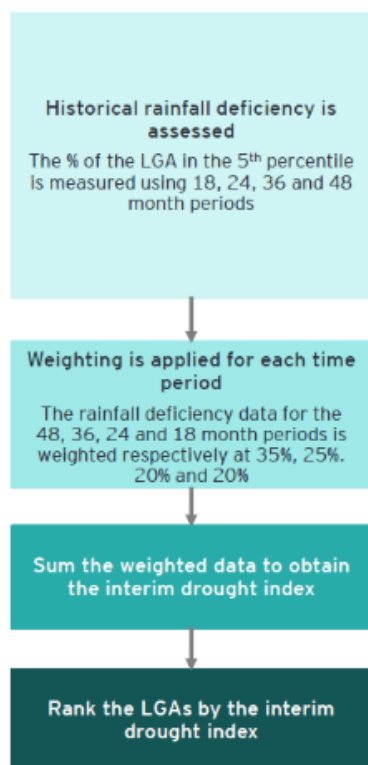 Historical rainfall deficiency is
assessed
The % of the LGA in the 5th percentile
is measured using 18, 24, 36 and 48
month periods
Weighting is applied for each time
period
The rainfall deficiency data for the
48, 36, 24 and 18 month periods is
weighted respectively at 35%, 25%.
20% and 20%
Sum the weighted data to obtain
the interim drought index
Rank the LGAs by the interim
drought index